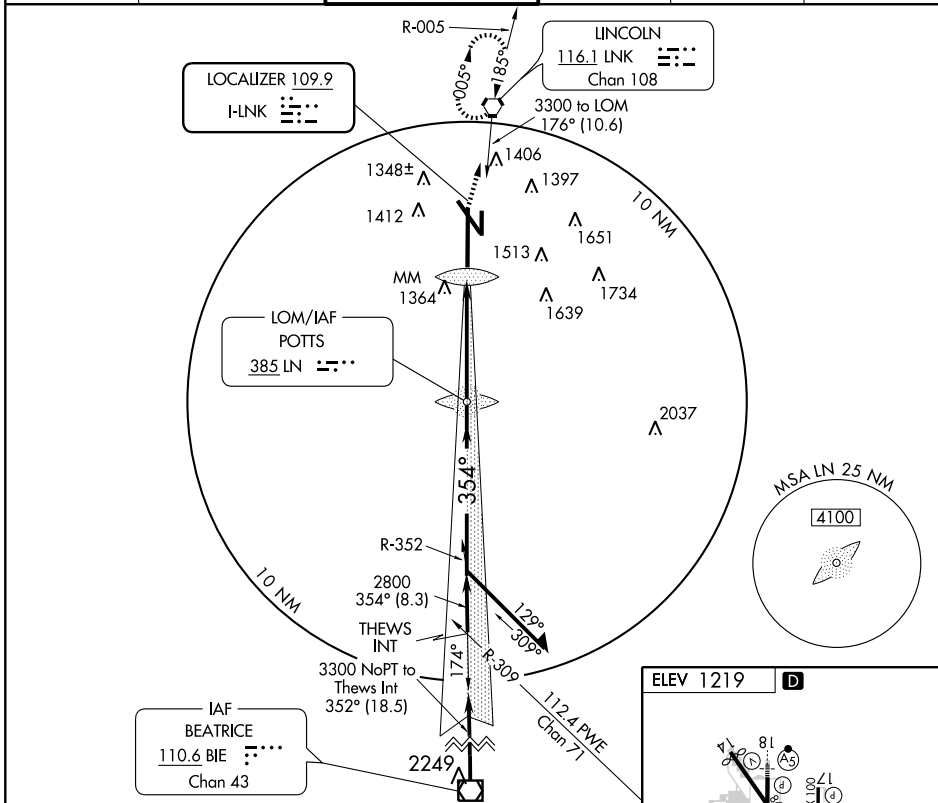 R-005
LINCOLN
116.1 LNK
Chan 108
005°
185°
LOCALIZER 109.9
I-LNK
3300 to LOM
176° (10.6)
1406
1348±
1397
10 NM
1412
1651
1513
MM
1364
1734
1639
LOM/IAF
POTTS
385 LN
2037
354°
MSA LN 25 NM
4100
R-352
2800
354° (8.3)
10 NM
129°
309°
THEWS
INT
174°
R-309
3300 NoPT to
Thews Int
352° (18.5)
112.4 PWE
Chan 71
ELEV 1219 D
IAF
BEATRICE
110.6 BIE
Chan 43
2249
14
18
V
A5
P
17
P